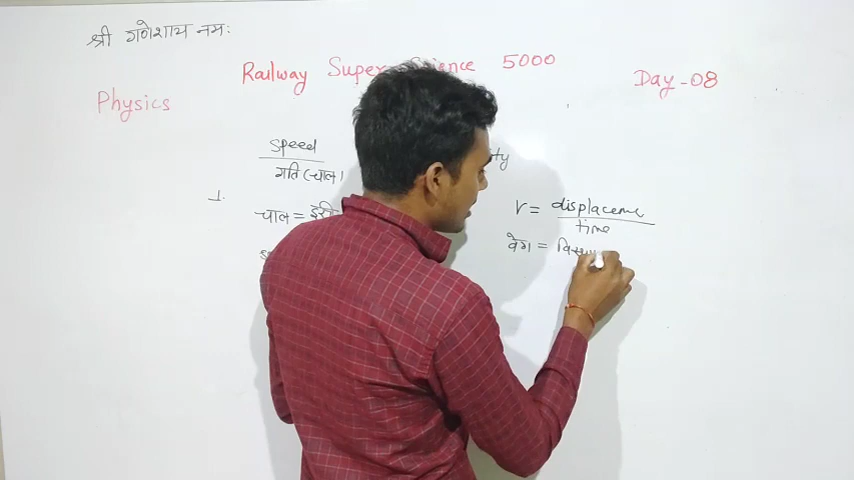 श्री गणेशाय नमः
Railway Super Science 5000
Day-08
Physics
speed
गति (चाल)
1.
चाल =
V = displaceme
time
वेग =